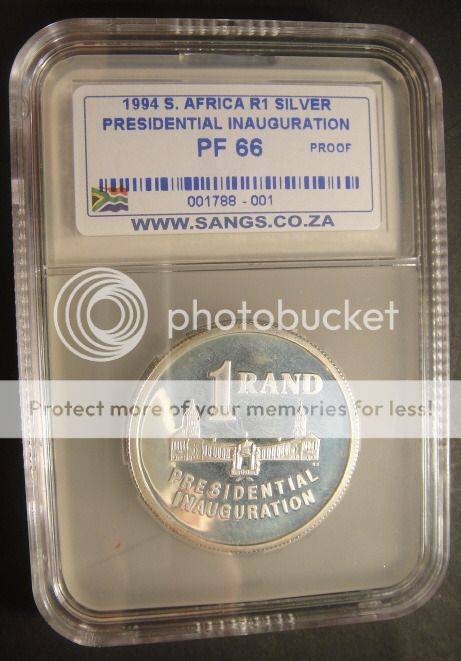 1994 S. AFRICA R1 SILVER
PRESIDENTIAL INAUGURATION
PF 66 PROOF
001788 - 001
WWW.SANGS.CO.ZA
photobucket
1 RAND
Protect more of your memories for less!
PRESIDENTIAL
INAUGURATION